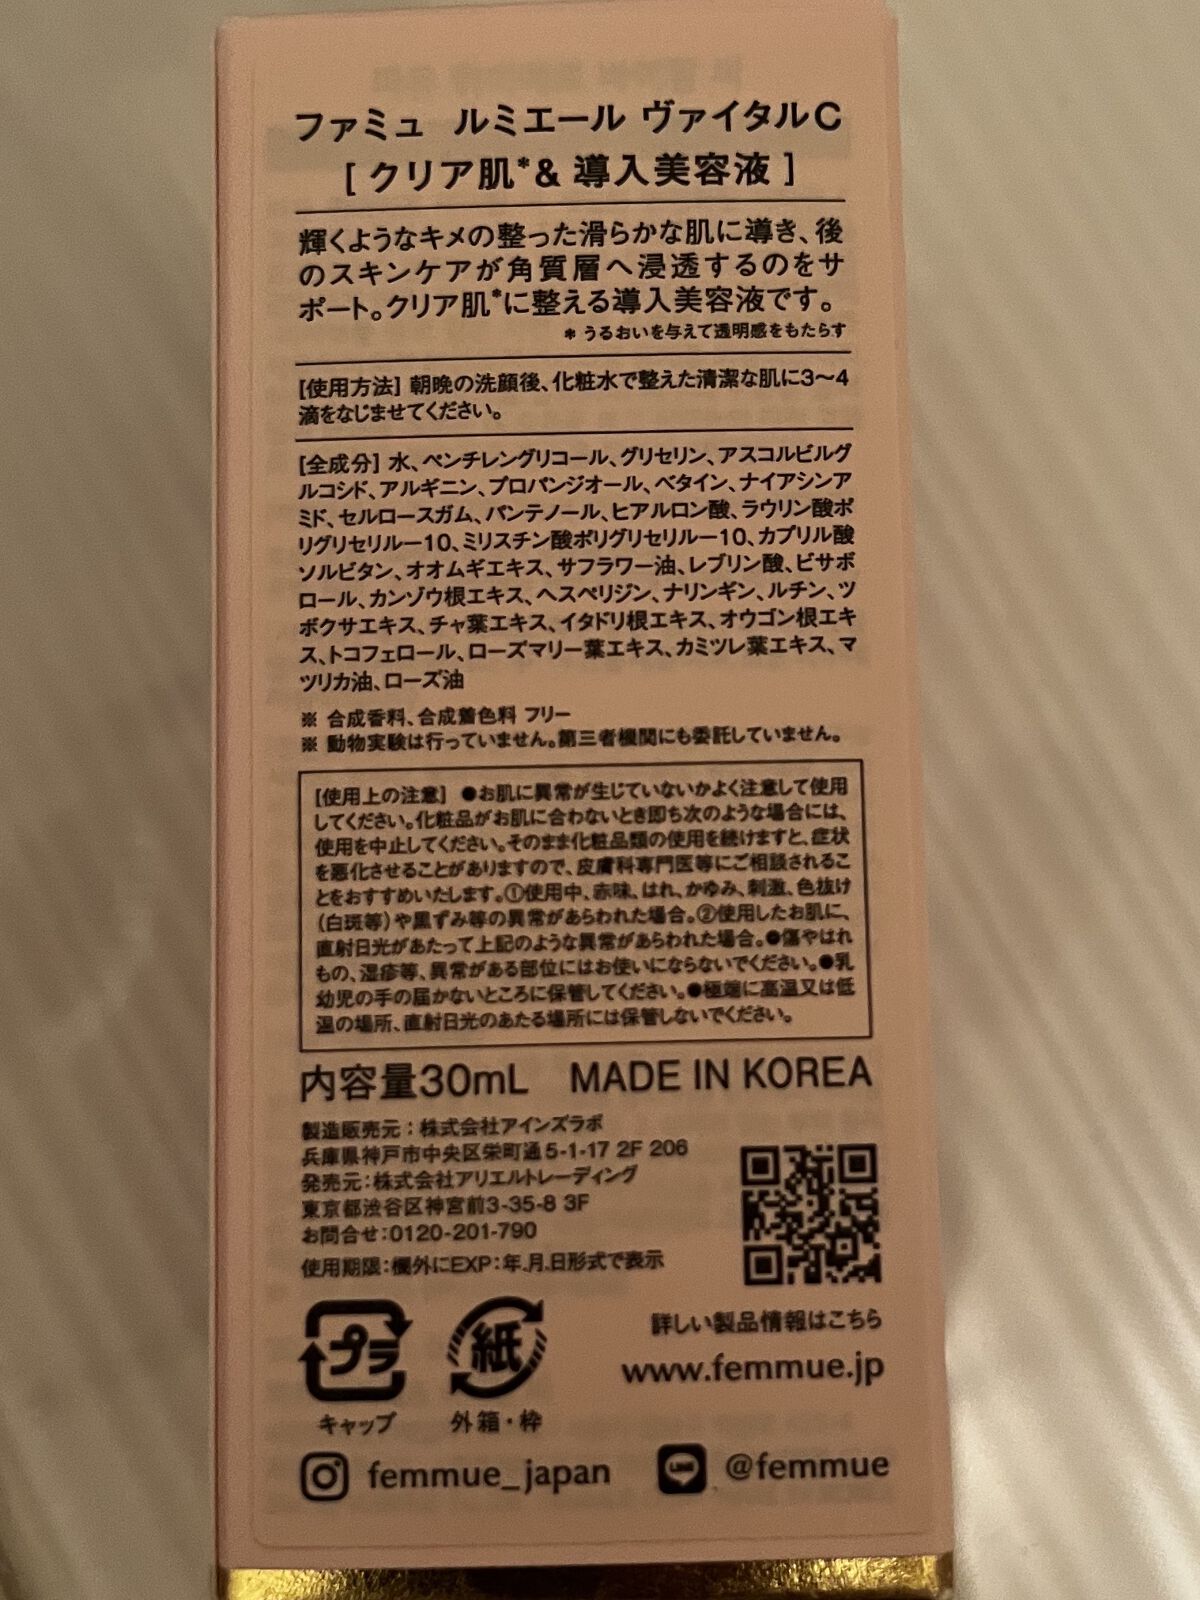 ファミュ ルミエール ヴァイタルC
[ クリア肌*& 導入美容液 ]
輝くようなキメの整った滑らかな肌に導き、後
のスキンケアが角質層へ浸透するのをサ
ポート。クリア肌*に整える導入美容液です。
* うるおいを与えて透明感をもたらす
[使用方法] 朝晩の洗顔後、化粧水で整えた清潔な肌に3〜4
滴をなじませてください。
[全成分] 水、ペンチレングリコール、グリセリン、アスコルビルグ
ルコシド、アルギニン、プロパンジオール、ベタイン、ナイアシンア
ミド、セルロースガム、パンテノール、ヒアルロン酸、ラウリン酸ポ
リグリセリル－10、ミリスチン酸ポリグリセリル－10、カプリル酸
ソルビタン、オオムギエキス、サフラワー油、レブリン酸、ビサボ
ロール、カンゾウ根エキス、ヘスペリジン、ナリンギン、ルチン、ツ
ボクサエキス、チャ葉エキス、イタドリ根エキス、オウゴン根エキ
ス、トコフェロール、ローズマリー葉エキス、カミツレ葉エキス、マ
ツリカ油、ローズ油
※ 合成香料、合成着色料 フリー
※ 動物実験は行っていません。第三者機関にも委託していません。
[使用上の注意] ●お肌に異常が生じていないかよく注意して使用
してください。化粧品がお肌に合わないとき即ち次のような場合には、
使用を中止してください。そのまま化粧品類の使用を続けますと、症状
を悪化させることがありますので、皮膚科専門医等にご相談されるこ
とをおすすめいたします。①使用中、赤味、はれ、かゆみ、刺激、色抜け
(白斑等)や黒ずみ等の異常があらわれた場合。②使用したお肌に、
直射日光があたって上記のような異常があらわれた場合。●傷やはれ
もの、湿疹等、異常がある部位にはお使いにならないでください。●乳
幼児の手の届かないところに保管してください。●極端に高温又は低
温の場所、直射日光のあたる場所には保管しないでください。
内容量30mL MADE IN KOREA
製造販売元：株式会社アインズラボ
兵庫県神戸市中央区栄町通5-1-17 2F 206
発売元：株式会社アリエルトレーディング
東京都渋谷区神宮前3-35-8 3F
お問合せ：0120-201-790
使用期限：欄外にEXP：年.月.日形式で表示
詳しい製品情報はこちら
www.femmue.jp
プラ
紙
キャップ
外箱・枠
femmue_japan
LINE
@femmue